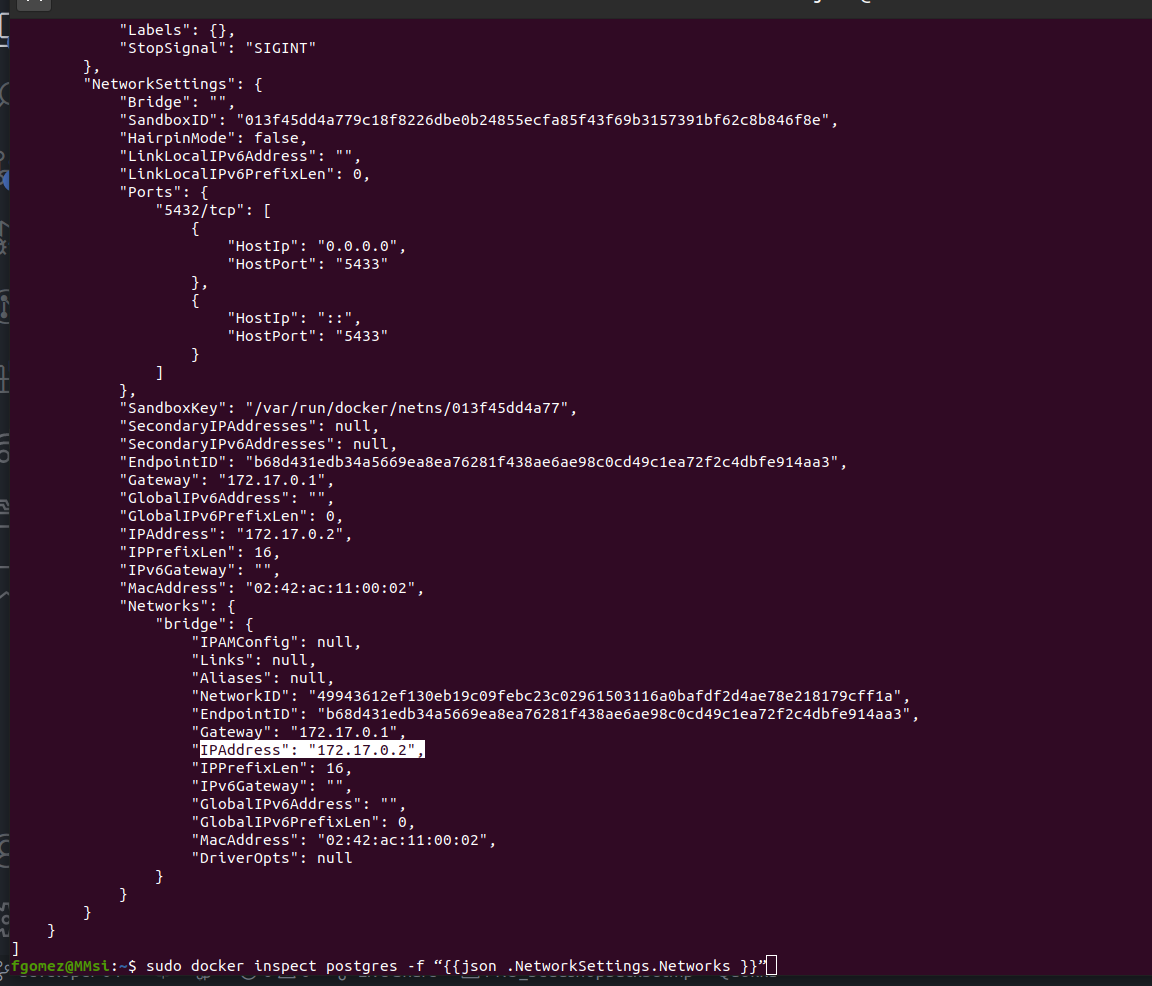 "Labels": {},
"StopSignal": "SIGINT"
},
"NetworkSettings": {
"Bridge": "",
"SandboxID": "013f45dd4a779c18f8226dbe0b24855ecfa85f43f69b3157391bf62c8b846f8e",
"HairpinMode": false,
"LinkLocalIPv6Address": "",
"LinkLocalIPv6PrefixLen": 0,
"Ports": {
"5432/tcp": [
{
"HostIp": "0.0.0.0",
"HostPort": "5433"
},
{
"HostIp": "::",
"HostPort": "5433"
}
]
},
"SandboxKey": "/var/run/docker/netns/013f45dd4a77",
"SecondaryIPAddresses": null,
"SecondaryIPv6Addresses": null,
"EndpointID": "b68d431edb34a5669ea8ea76281f438ae6ae98c0cd49c1ea72f2c4dbfe914aa3",
"Gateway": "172.17.0.1",
"GlobalIPv6Address": "",
"GlobalIPv6PrefixLen": 0,
"IPAddress": "172.17.0.2",
"IPPrefixLen": 16,
"IPv6Gateway": "",
"MacAddress": "02:42:ac:11:00:02",
"Networks": {
"bridge": {
"IPAMConfig": null,
"Links": null,
"Aliases": null,
"NetworkID": "49943612ef130eb19c09febc23c02961503116a0bafdf2d4ae78e218179cff1a",
"EndpointID": "b68d431edb34a5669ea8ea76281f438ae6ae98c0cd49c1ea72f2c4dbfe914aa3",
"Gateway": "172.17.0.1",
"IPAddress": "172.17.0.2",
"IPPrefixLen": 16,
"IPv6Gateway": "",
"GlobalIPv6Address": "",
"GlobalIPv6PrefixLen": 0,
"MacAddress": "02:42:ac:11:00:02",
"DriverOpts": null
}
}
}
}
]
fgomez@MMsi:~$ sudo docker inspect postgres -f “{{json .NetworkSettings.Networks }}”